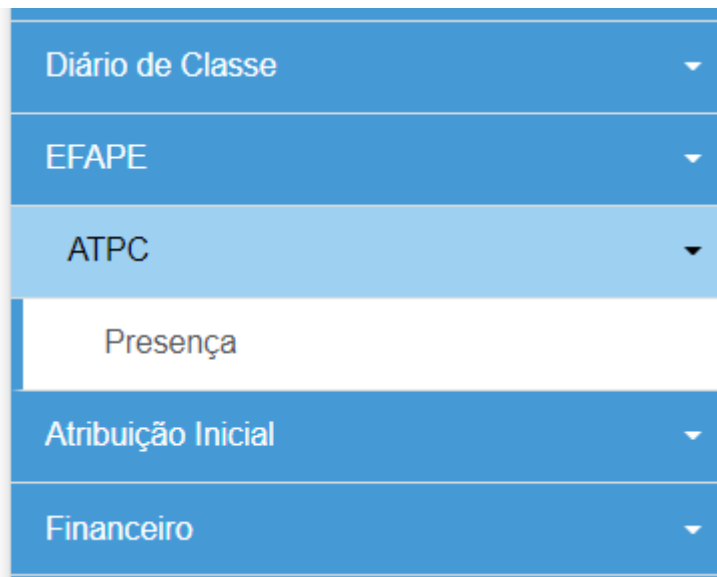 Diário de Classe
EFAPE
ATPC
Presença
Atribuição Inicial
Financeiro